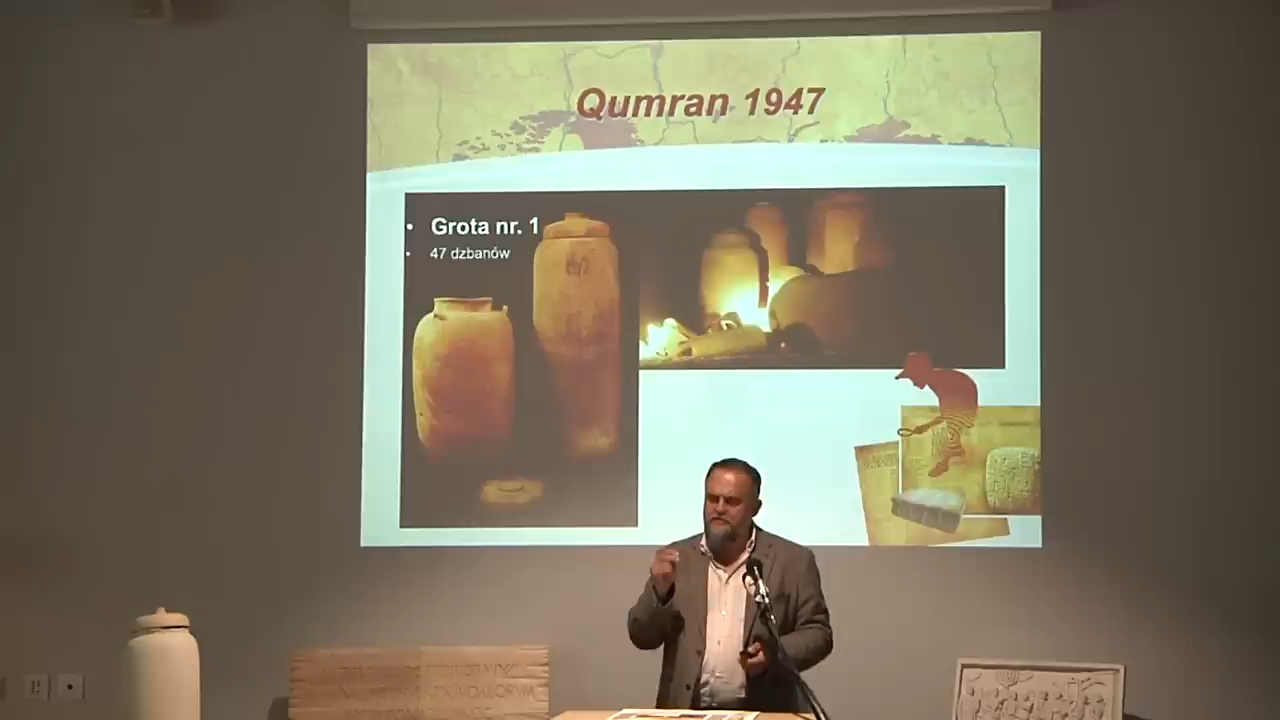 Qumran 1947
• Grota nr. 1
• 47 dzbanów